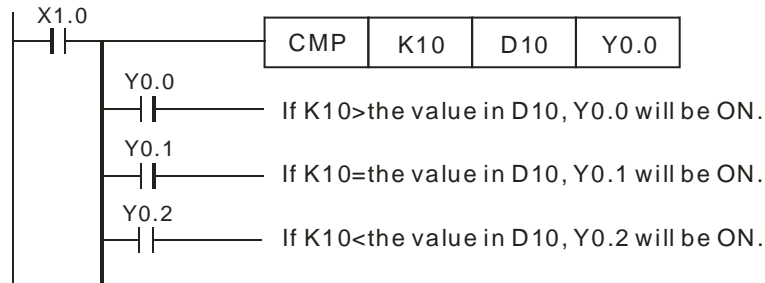 X1.0
CMP K10 D10 Y0.0
Y0.0
If K10>the value in D10, Y0.0 will be ON.
Y0.1
If K10=the value in D10, Y0.1 will be ON.
Y0.2
If K10<the value in D10, Y0.2 will be ON.